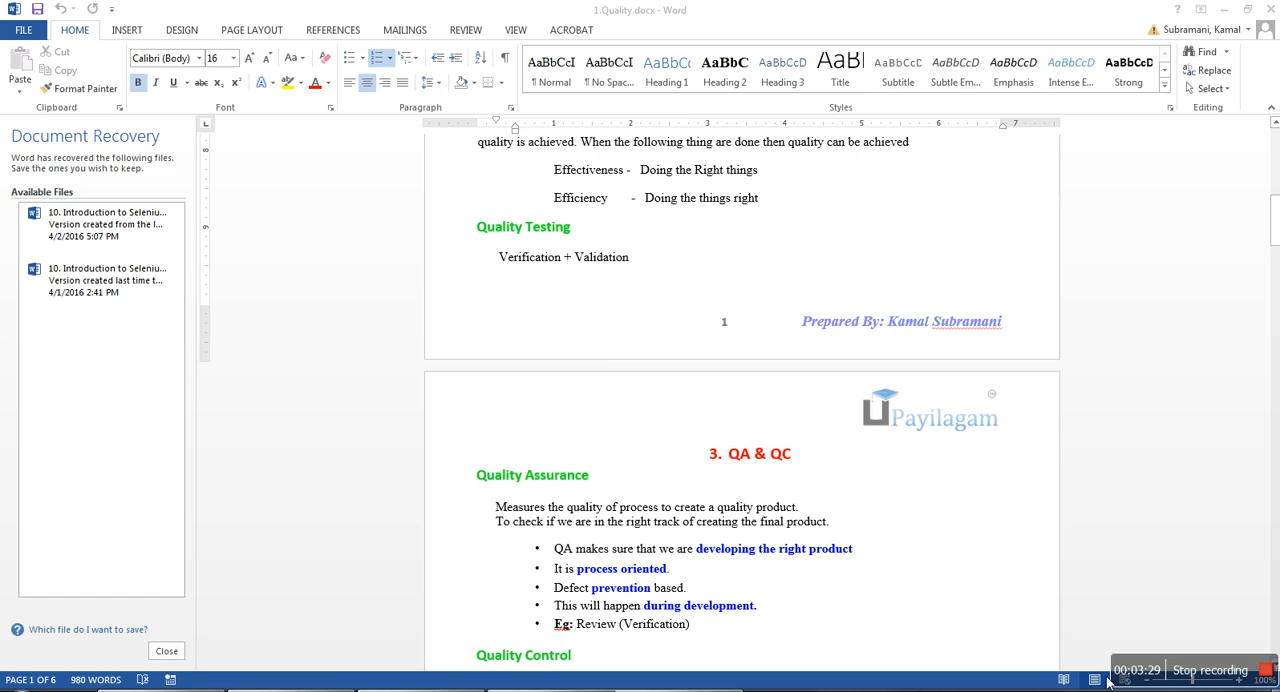 1.Quality.docx - Word
FILE HOME INSERT DESIGN PAGE LAYOUT REFERENCES MAILINGS REVIEW VIEW ACROBAT Subramani, Kamal
Paste Cut Copy Format Painter
Clipboard
Calibri (Body) 16
Font
Paragraph
AaBbCcI AaBbCcI AaBbCc AaBbC AaBbCcD AaB AaBbCcD AaBbCcD AaBbCcD AaBbCcD AaBbCcD
¶ Normal ¶ No Spac... Heading 1 Heading 2 Heading 3 Title Subtitle Subtle Em... Emphasis Intense E... Strong
Styles
Find
Replace
Select
Editing
Document Recovery
Word has recovered the following files.
Save the ones you wish to keep.
Available Files
10. Introduction to Seleniu...
Version created from the l...
4/2/2016 5:07 PM
10. Introduction to Seleniu...
Version created last time t...
4/1/2016 2:41 PM
Which file do I want to save?
Close
1 2 3 4 5 6 7
8
9
quality is achieved. When the following thing are done then quality can be achieved
Effectiveness - Doing the Right things
Efficiency - Doing the things right
Quality Testing
Verification + Validation
1 Prepared By: Kamal Subramani
Payilagam
3. QA & QC
Quality Assurance
Measures the quality of process to create a quality product.
To check if we are in the right track of creating the final product.
• QA makes sure that we are developing the right product
• It is process oriented.
• Defect prevention based.
• This will happen during development.
• Eg: Review (Verification)
Quality Control
PAGE 1 OF 6 980 WORDS
00:03:29 Stop recording
100%